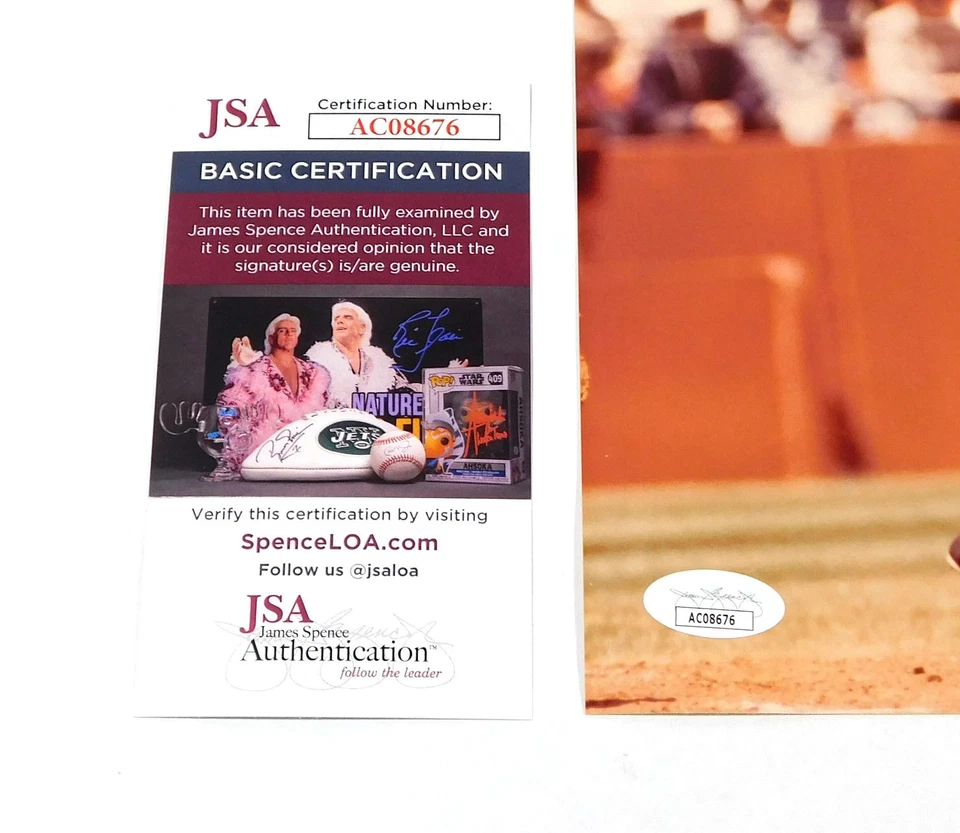 JSA
Certification Number:
AC08676
BASIC CERTIFICATION
This item has been fully examined by
James Spence Authentication, LLC and
it is our considered opinion that the
signature(s) is/are genuine.
NATURE
POP!
STAR
WARS
409
JETS
AHSOKA
Verify this certification by visiting
SpenceLOA.com
Follow us @jsaloa
JSA
James Spence
Authentication™
follow the leader
AC08676